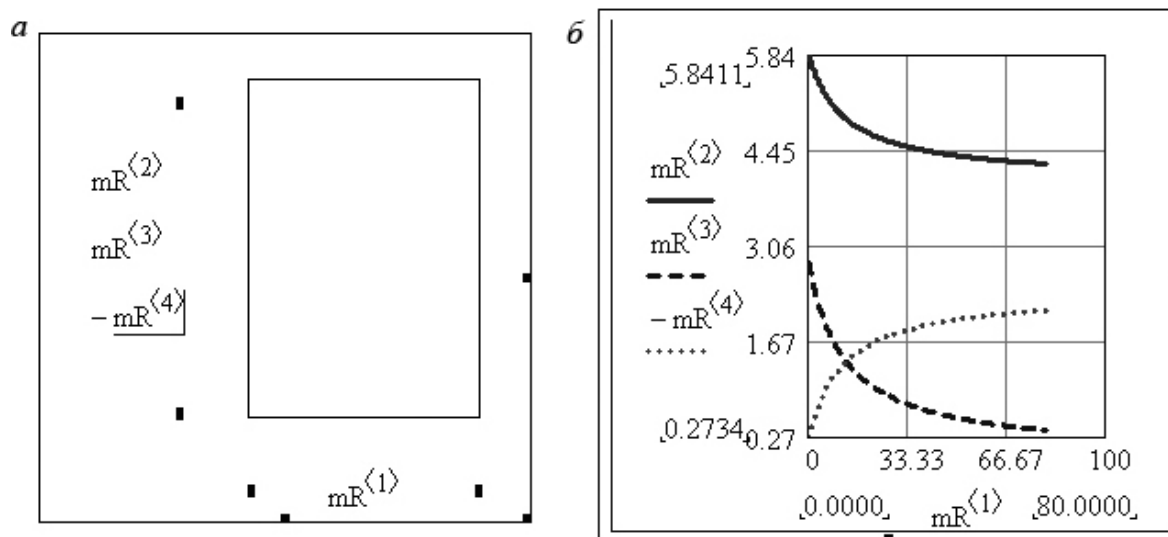 а
mR⟨2⟩
mR⟨3⟩
−mR⟨4⟩
mR⟨1⟩
б
5.8411
mR⟨2⟩
mR⟨3⟩
−mR⟨4⟩
0.2734
5.84
4.45
3.06
1.67
0.27
0 33.33 66.67 100
0.0000 mR⟨1⟩ 80.0000